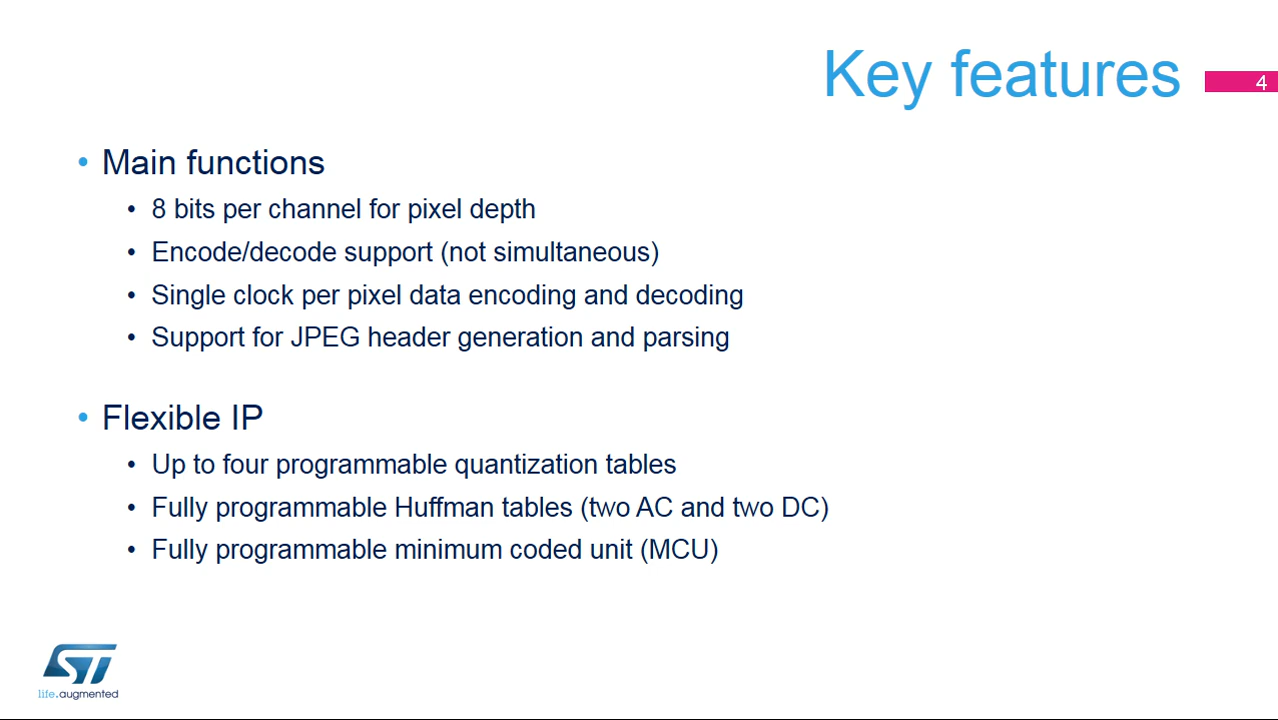 Key features
4
• Main functions
• 8 bits per channel for pixel depth
• Encode/decode support (not simultaneous)
• Single clock per pixel data encoding and decoding
• Support for JPEG header generation and parsing
• Flexible IP
• Up to four programmable quantization tables
• Fully programmable Huffman tables (two AC and two DC)
• Fully programmable minimum coded unit (MCU)
ST
life.augmented